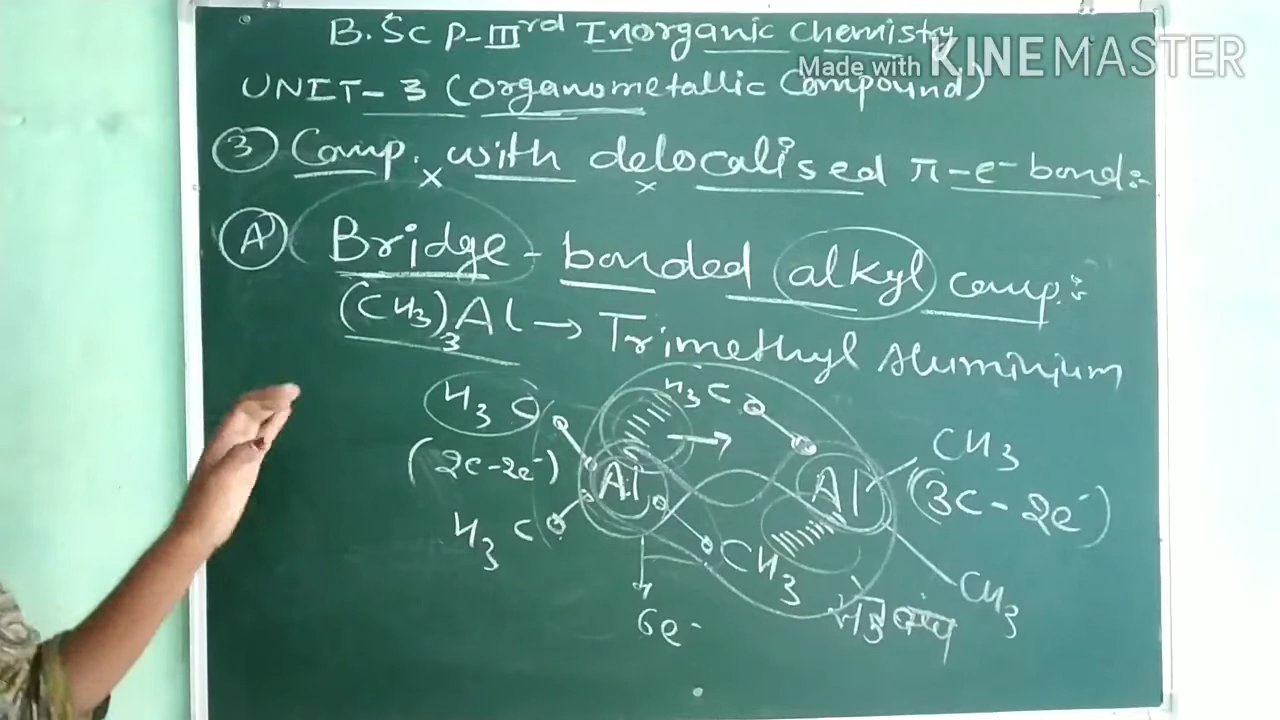 B.Sc P-IIIrd Inorganic Chemistry
Made with KINEMASTER
UNIT-3 (Organometallic Compound)
3 Comp. with delocalised π-e- bond:-
A Bridge-bonded alkyl comp:-
(CH3)3Al → Trimethyl Aluminium
H3C H3C CH3
(2c-2e-) Al Al (3c-2e-)
H3C CH3 CH3
6e-